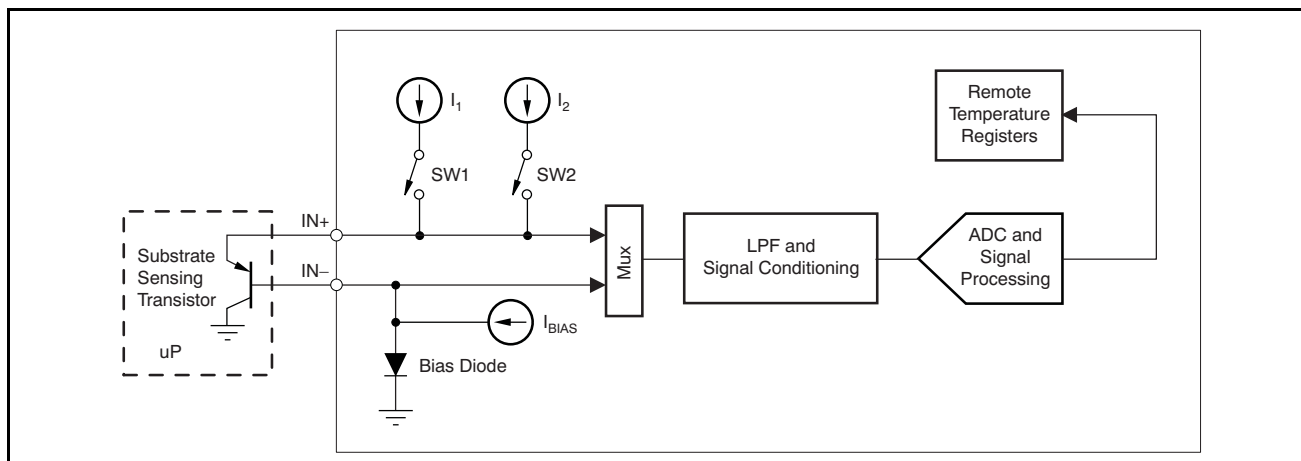 I1
I2
Remote
Temperature
Registers
SW1
SW2
IN+
Substrate
Sensing
Transistor
IN–
uP
Mux
LPF and
Signal Conditioning
ADC and
Signal
Processing
IBIAS
Bias Diode